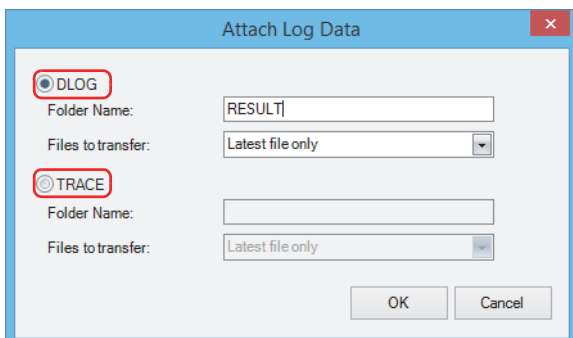 Attach Log Data
DLOG
Folder Name: RESULT
Files to transfer: Latest file only
TRACE
Folder Name:
Files to transfer: Latest file only
OK Cancel